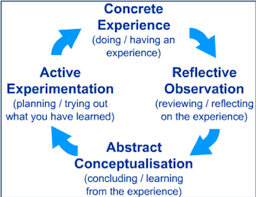 Concrete
Experience
(doing / having an
experience)
Reflective
Observation
(reviewing / reflecting
on the experience)
Abstract
Conceptualisation
(concluding / learning
from the experience)
Active
Experimentation
(planning / trying out
what you have learned)